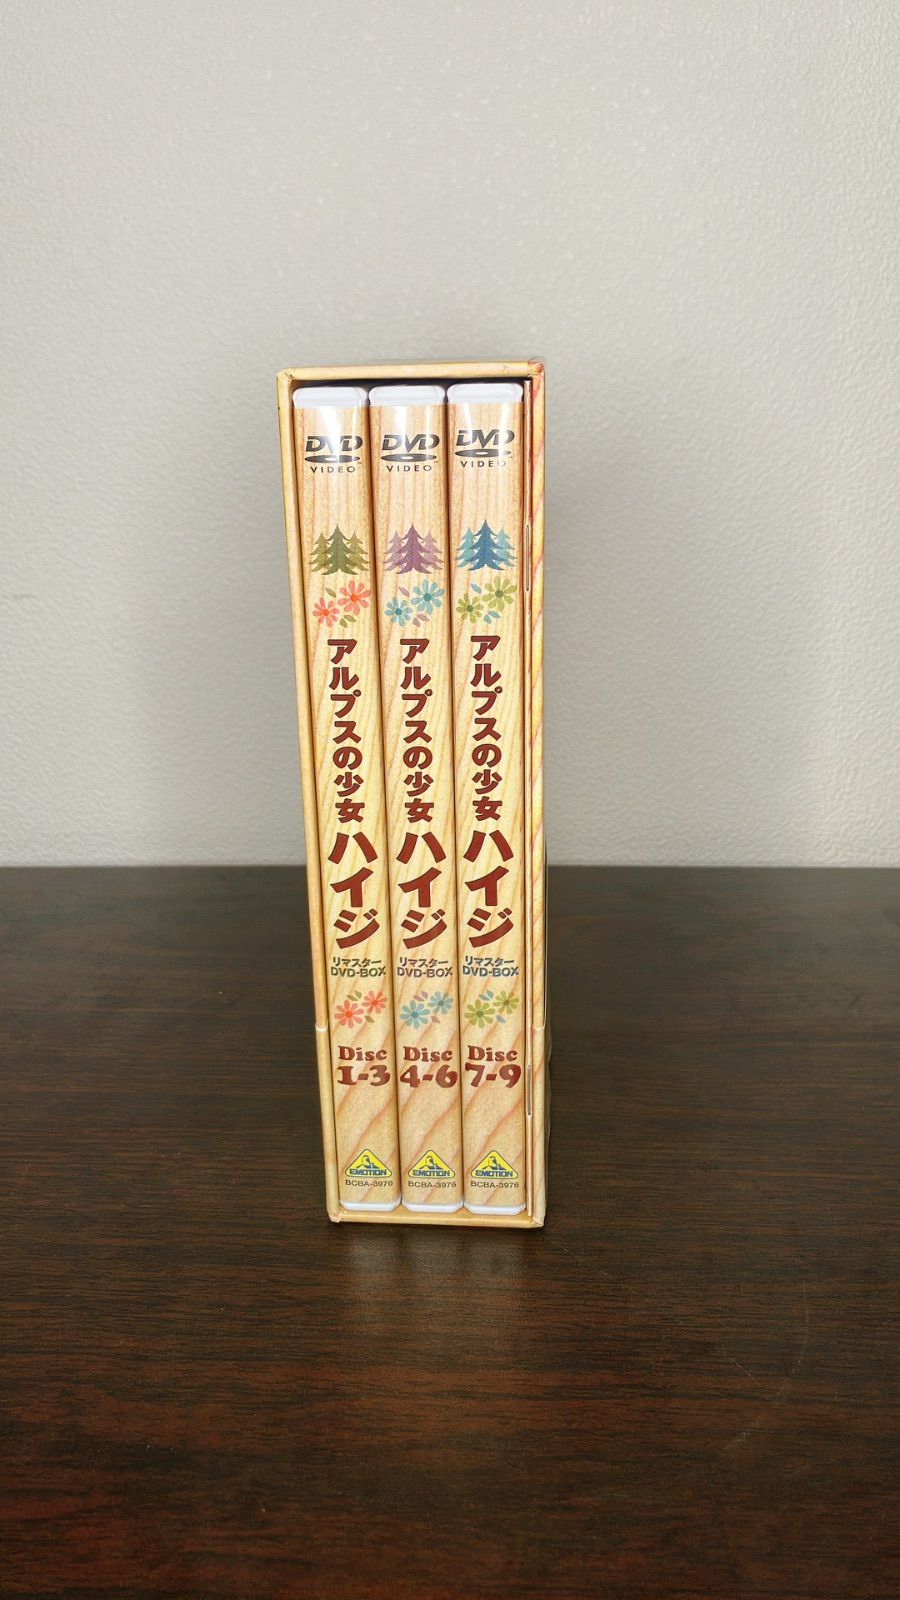 DVD
VIDEO
アルプスの少女
ハイジ
リマスター
DVD-BOX
Disc
1-3
EMOTION
BCBA-3976
DVD
VIDEO
アルプスの少女
ハイジ
リマスター
DVD-BOX
Disc
4-6
EMOTION
BCBA-3976
DVD
VIDEO
アルプスの少女
ハイジ
リマスター
DVD-BOX
Disc
7-9
EMOTION
BCBA-3976